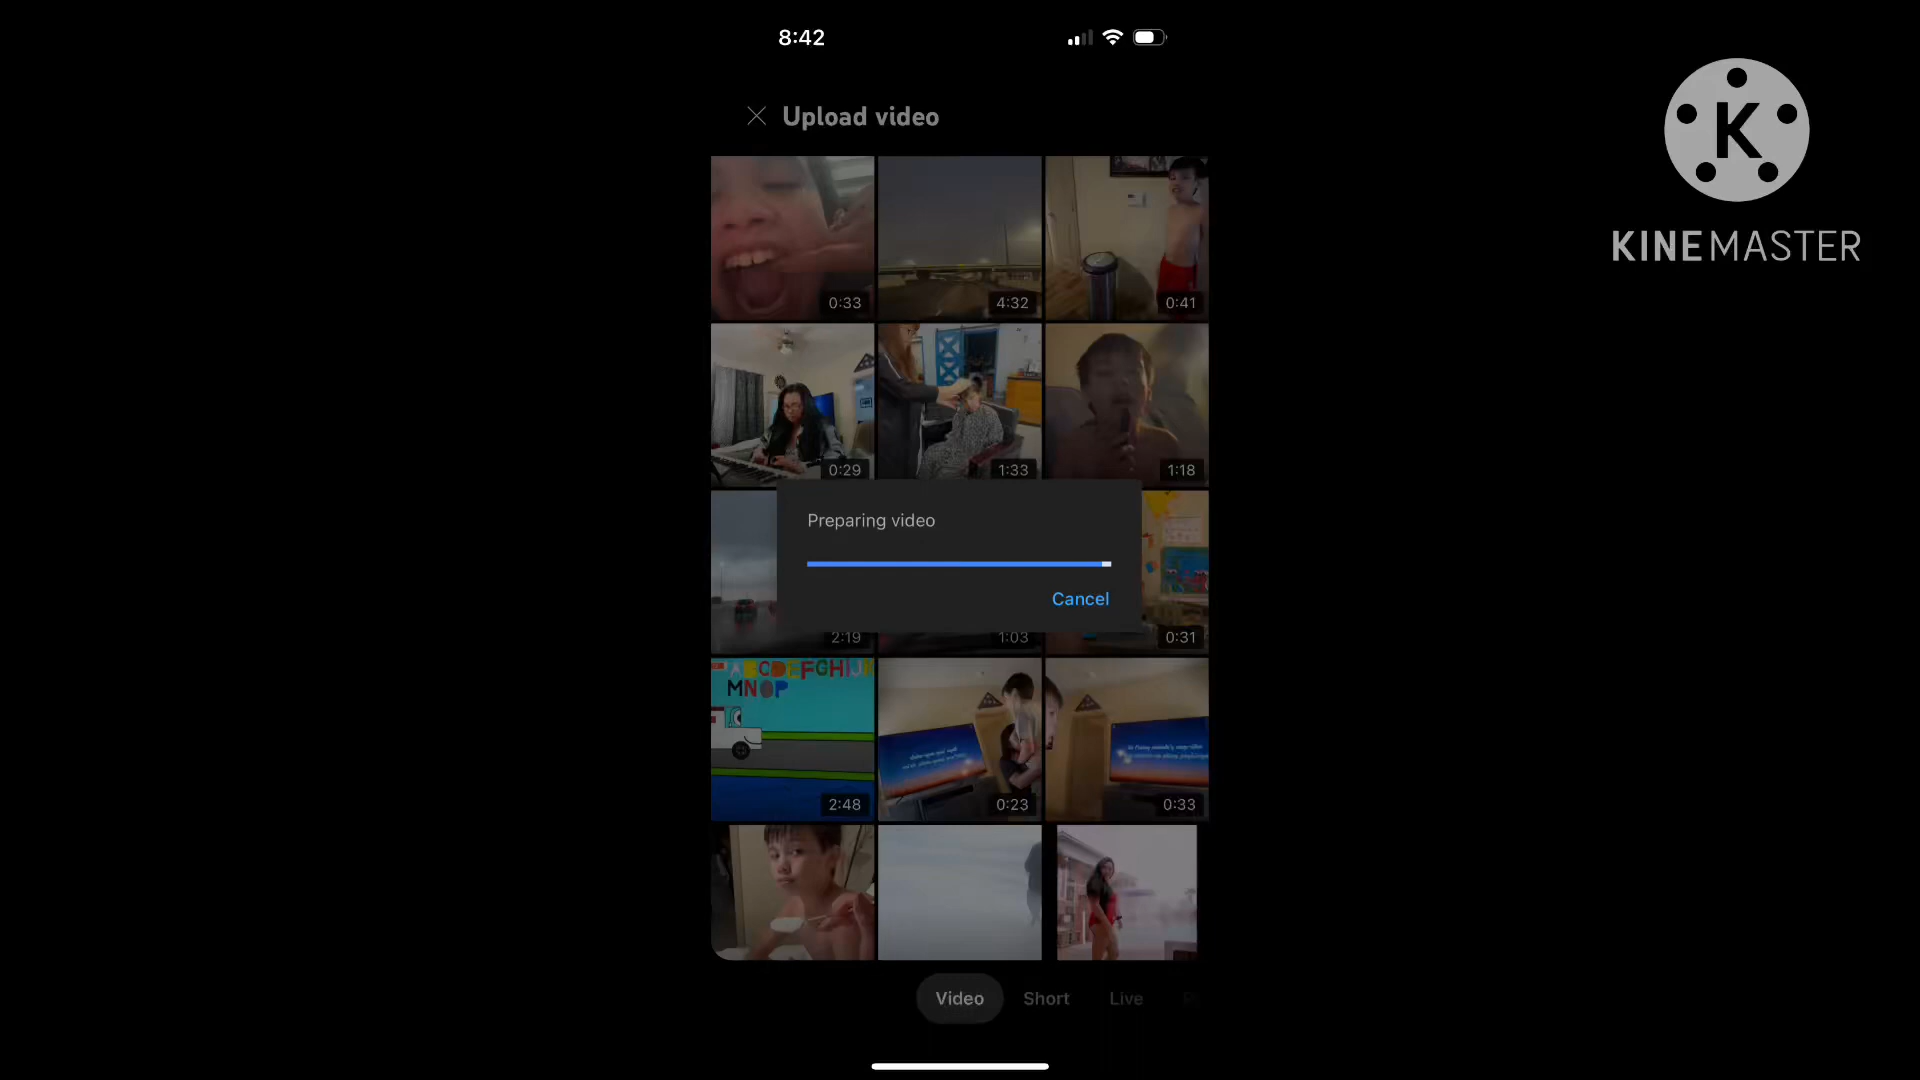 8:42
Upload video
K
KINEMASTER
0:33
4:32
0:41
0:29
1:33
1:18
Preparing video
Cancel
2:19
1:03
0:31
ABCDEFGHIJ
MNOP
2:48
0:23
0:33
Video
Short
Live